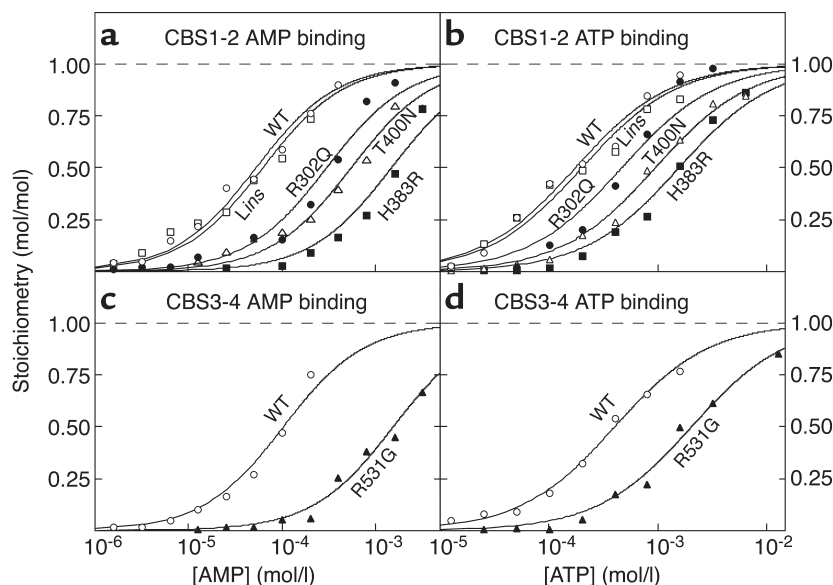 a CBS1-2 AMP binding
b CBS1-2 ATP binding
1.00
0.75
0.50
0.25
WT
Lins
R302Q
T400N
H383R
WT
Lins
R302Q
T400N
H383R
1.00
0.75
0.50
0.25
Stoichiometry (mol/mol)
c CBS3-4 AMP binding
d CBS3-4 ATP binding
1.00
0.75
0.50
0.25
WT
R531G
WT
R531G
1.00
0.75
0.50
0.25
10⁻⁶ 10⁻⁵ 10⁻⁴ 10⁻³
10⁻⁵ 10⁻⁴ 10⁻³ 10⁻²
[AMP] (mol/l)
[ATP] (mol/l)